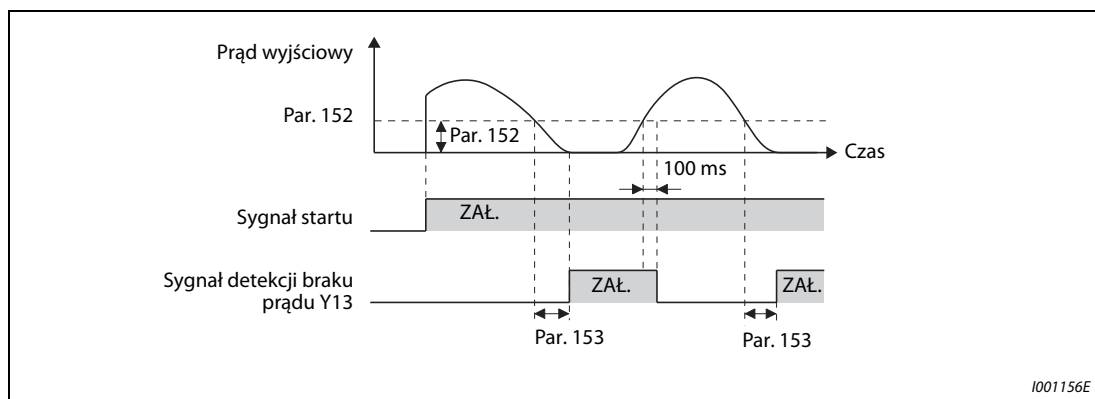 Prąd wyjściowy
Par. 152
Par. 152
Czas
100 ms
Sygnał startu
ZAŁ.
Sygnał detekcji braku
prądu Y13
ZAŁ.
ZAŁ.
Par. 153
Par. 153
I001156E